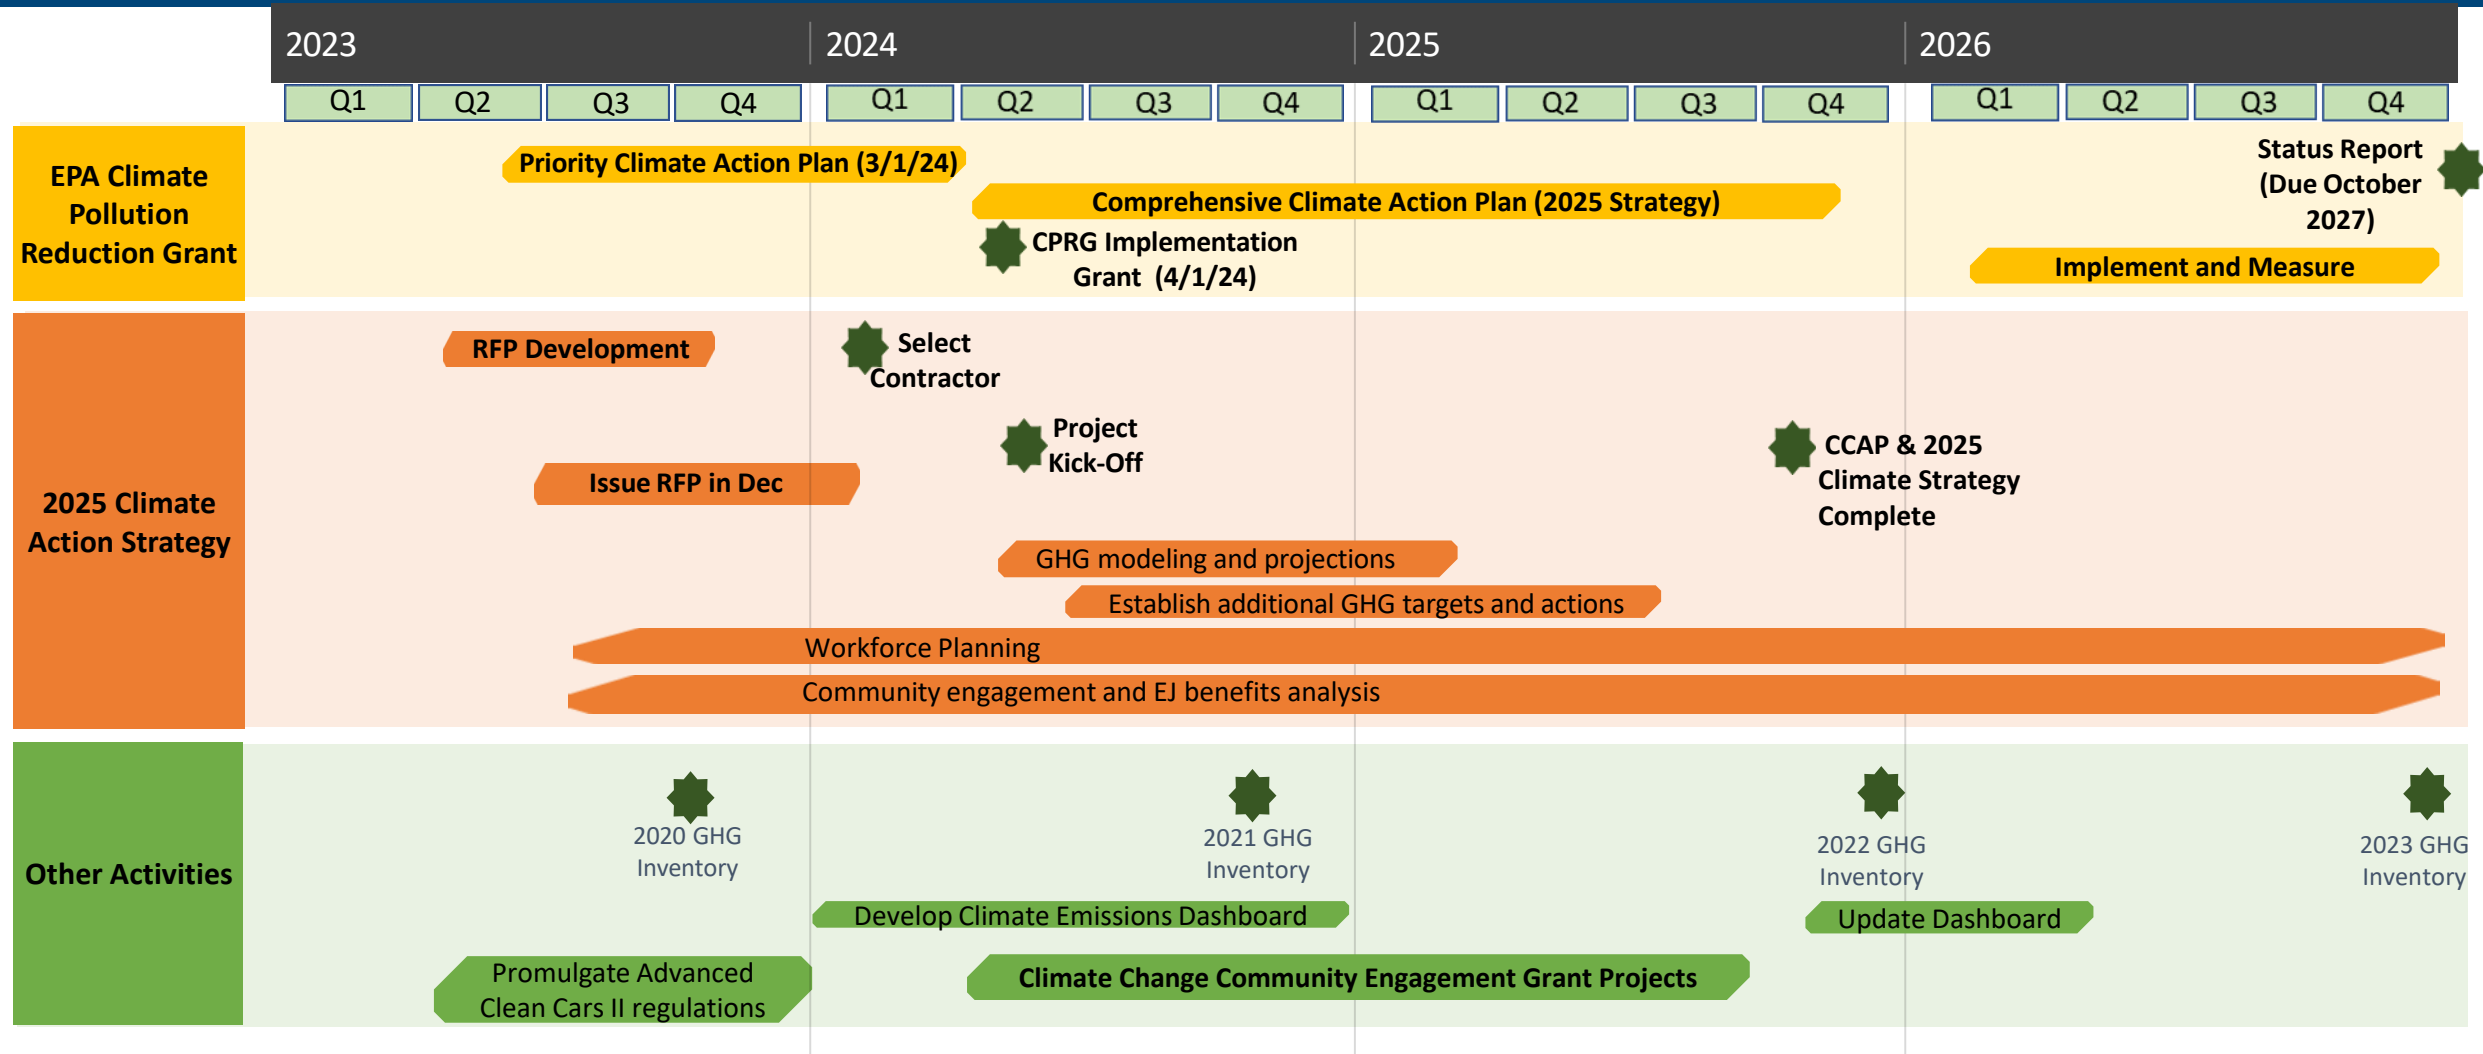 2023
2024
2025
2026
Q1
Q2
Q3
Q4
Q1
Q2
Q3
Q4
Q1
Q2
Q3
Q4
Q1
Q2
Q3
Q4
EPA Climate
Pollution
Reduction Grant
Priority Climate Action Plan (3/1/24)
Comprehensive Climate Action Plan (2025 Strategy)
CPRG Implementation
Grant (4/1/24)
Status Report
(Due October
2027)
Implement and Measure
2025 Climate
Action Strategy
RFP Development
Select
Contractor
Project
Kick-Off
Issue RFP in Dec
CCAP & 2025
Climate Strategy
Complete
GHG modeling and projections
Establish additional GHG targets and actions
Workforce Planning
Community engagement and EJ benefits analysis
Other Activities
2020 GHG
Inventory
2021 GHG
Inventory
2022 GHG
Inventory
2023 GHG
Inventory
Develop Climate Emissions Dashboard
Update Dashboard
Promulgate Advanced
Clean Cars II regulations
Climate Change Community Engagement Grant Projects